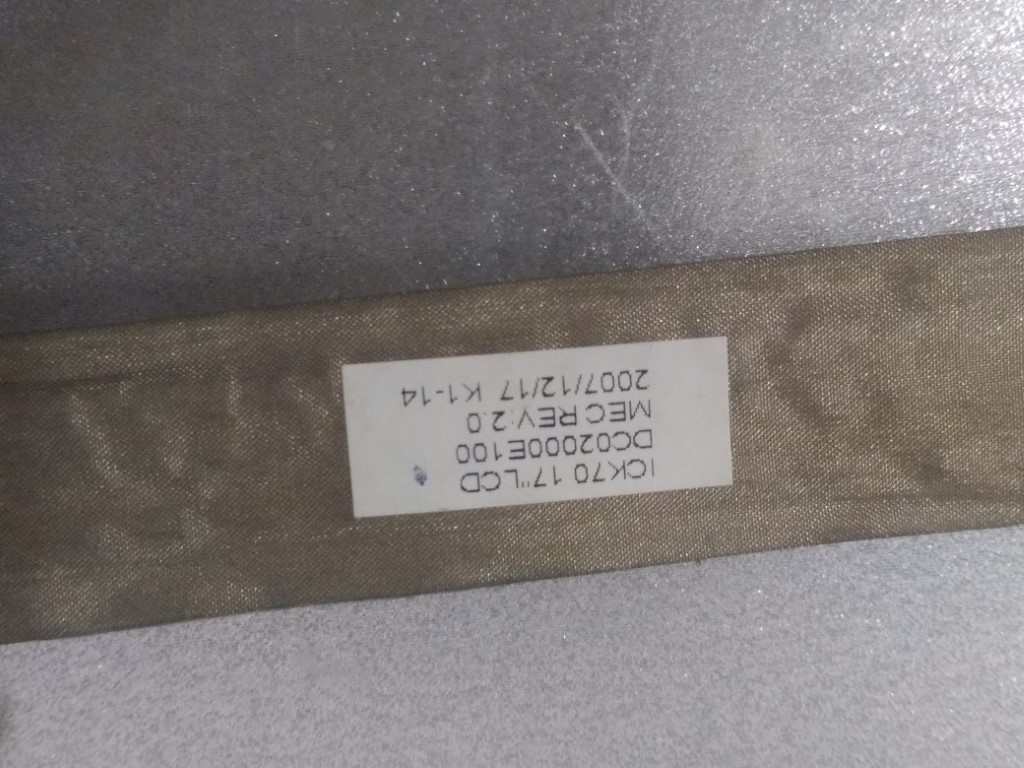 ICK70 17"LCD
DC02000E100
MEC REV:2.0
2007/12/17 K1-14